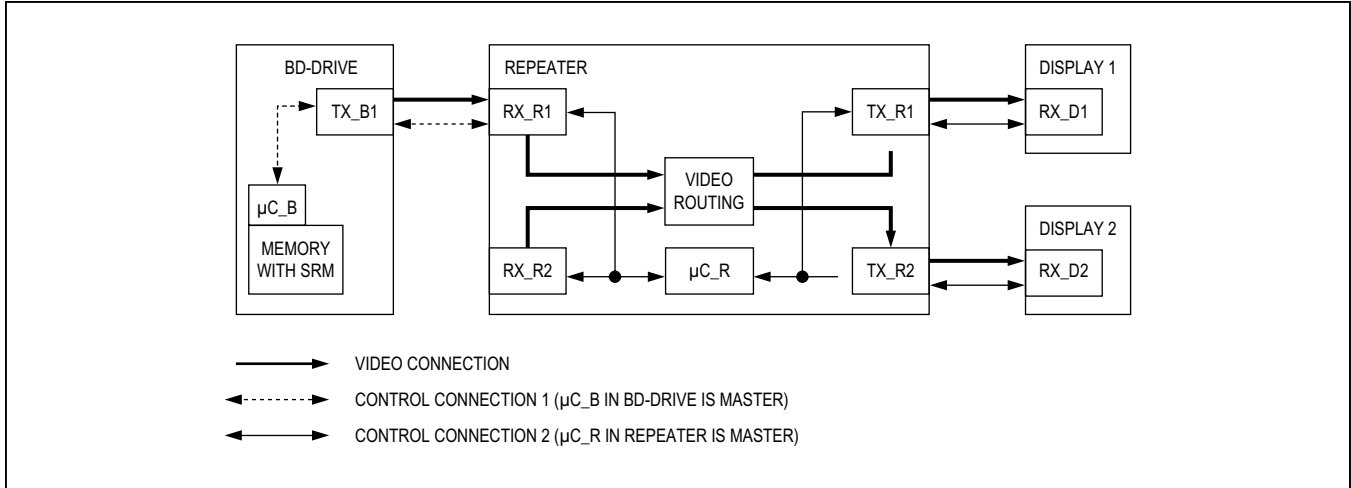 BD-DRIVE
REPEATER
DISPLAY 1
TX_B1
RX_R1
TX_R1
RX_D1
VIDEO
ROUTING
µC_B
MEMORY
WITH SRM
DISPLAY 2
RX_R2
µC_R
TX_R2
RX_D2
VIDEO CONNECTION
CONTROL CONNECTION 1 (µC_B IN BD-DRIVE IS MASTER)
CONTROL CONNECTION 2 (µC_R IN REPEATER IS MASTER)